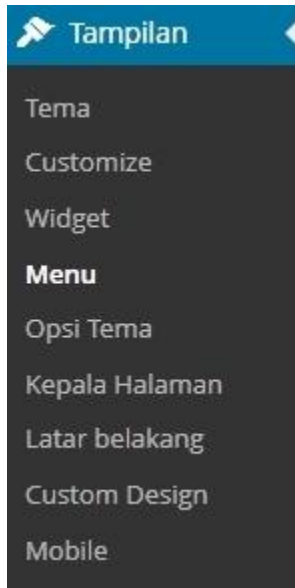 Tampilan
Tema
Customize
Widget
Menu
Opsi Tema
Kepala Halaman
Latar belakang
Custom Design
Mobile